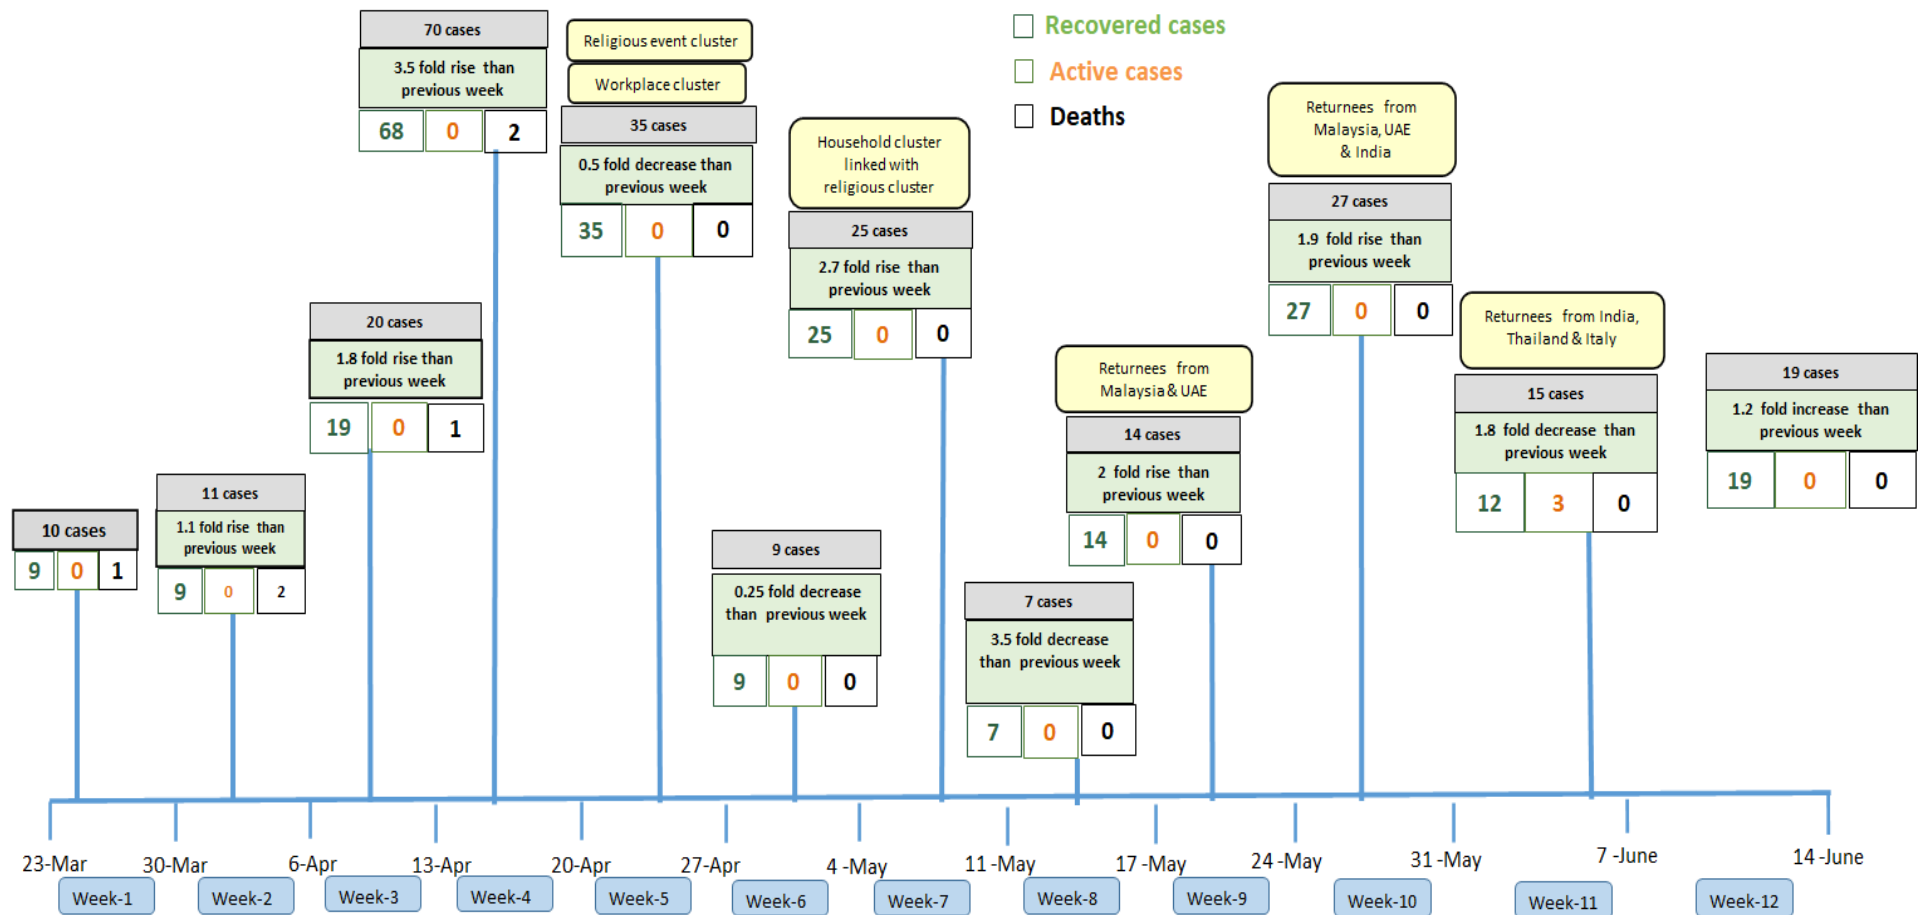 Recovered cases
Active cases
Deaths
10 cases
9 0 1
11 cases
1.1 fold rise than
previous week
9 0 2
20 cases
1.8 fold rise than
previous week
19 0 1
70 cases
3.5 fold rise than
previous week
68 0 2
Religious event cluster
Workplace cluster
35 cases
0.5 fold decrease than
previous week
35 0 0
9 cases
0.25 fold decrease
than previous week
9 0 0
Household cluster
linked with
religious cluster
25 cases
2.7 fold rise than
previous week
25 0 0
7 cases
3.5 fold decrease
than previous week
7 0 0
Returnees from
Malaysia & UAE
14 cases
2 fold rise than
previous week
14 0 0
Returnees from
Malaysia, UAE
& India
27 cases
1.9 fold rise than
previous week
27 0 0
Returnees from India,
Thailand & Italy
15 cases
1.8 fold decrease than
previous week
12 3 0
19 cases
1.2 fold increase than
previous week
19 0 0
23-Mar 30-Mar 6-Apr 13-Apr 20-Apr 27-Apr 4 -May 11 -May 17 -May 24 -May 31 -May 7 -June 14 -June
Week-1 Week-2 Week-3 Week-4 Week-5 Week-6 Week-7 Week-8 Week-9 Week-10 Week-11 Week-12